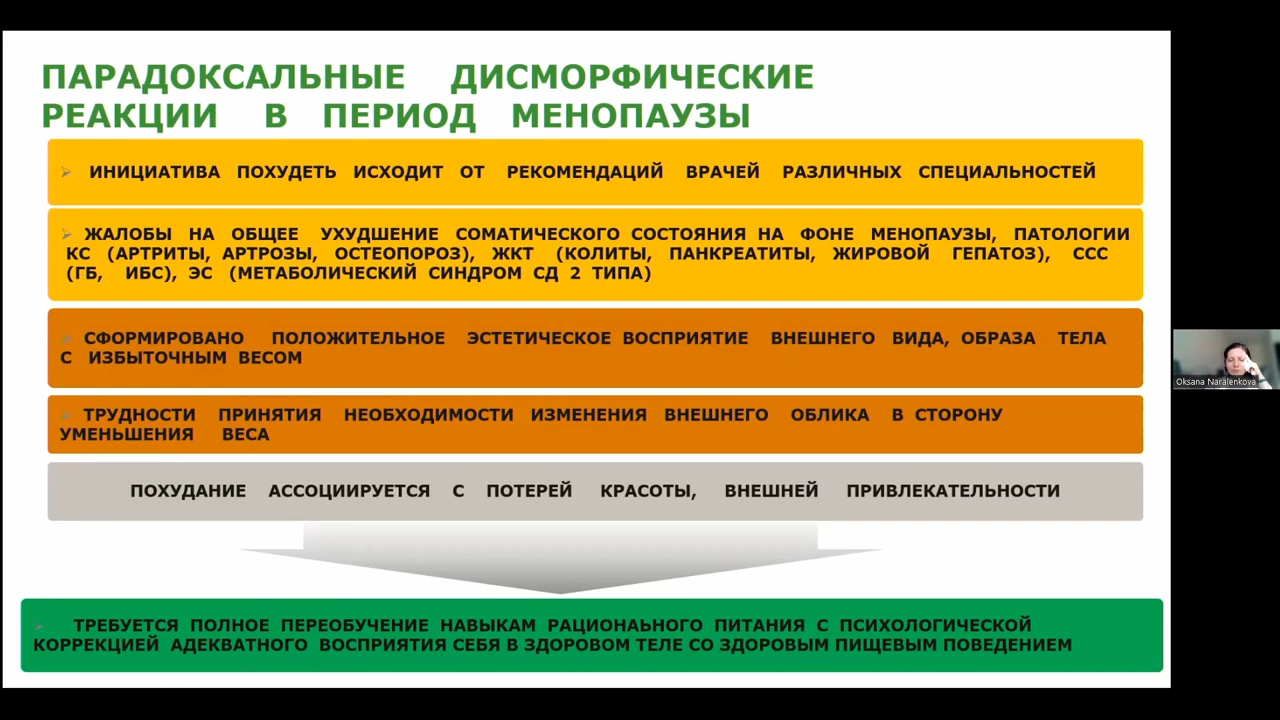 ПАРАДОКСАЛЬНЫЕ ДИСМОРФИЧЕСКИЕ
РЕАКЦИИ В ПЕРИОД МЕНОПАУЗЫ
ИНИЦИАТИВА ПОХУДЕТЬ ИСХОДИТ ОТ РЕКОМЕНДАЦИЙ ВРАЧЕЙ РАЗЛИЧНЫХ СПЕЦИАЛЬНОСТЕЙ
ЖАЛОБЫ НА ОБЩЕЕ УХУДШЕНИЕ СОМАТИЧЕСКОГО СОСТОЯНИЯ НА ФОНЕ МЕНОПАУЗЫ, ПАТОЛОГИИ
КС (АРТРИТЫ, АРТРОЗЫ, ОСТЕОПОРОЗ), ЖКТ (КОЛИТЫ, ПАНКРЕАТИТЫ, ЖИРОВОЙ ГЕПАТОЗ), ССС
(ГБ, ИБС), ЭС (МЕТАБОЛИЧЕСКИЙ СИНДРОМ СД 2 ТИПА)
СФОРМИРОВАНО ПОЛОЖИТЕЛЬНОЕ ЭСТЕТИЧЕСКОЕ ВОСПРИЯТИЕ ВНЕШНЕГО ВИДА, ОБРАЗА ТЕЛА
С ИЗБЫТОЧНЫМ ВЕСОМ
ТРУДНОСТИ ПРИНЯТИЯ НЕОБХОДИМОСТИ ИЗМЕНЕНИЯ ВНЕШНЕГО ОБЛИКА В СТОРОНУ
УМЕНЬШЕНИЯ ВЕСА
ПОХУДАНИЕ АССОЦИИРУЕТСЯ С ПОТЕРЕЙ КРАСОТЫ, ВНЕШНЕЙ ПРИВЛЕКАТЕЛЬНОСТИ
ТРЕБУЕТСЯ ПОЛНОЕ ПЕРЕОБУЧЕНИЕ НАВЫКАМ РАЦИОНАЬНОГО ПИТАНИЯ С ПСИХОЛОГИЧЕСКОЙ
КОРРЕКЦИЕЙ АДЕКВАТНОГО ВОСПРИЯТИЯ СЕБЯ В ЗДОРОВОМ ТЕЛЕ СО ЗДОРОВЫМ ПИЩЕВЫМ ПОВЕДЕНИЕМ
Oksana Naralenkova